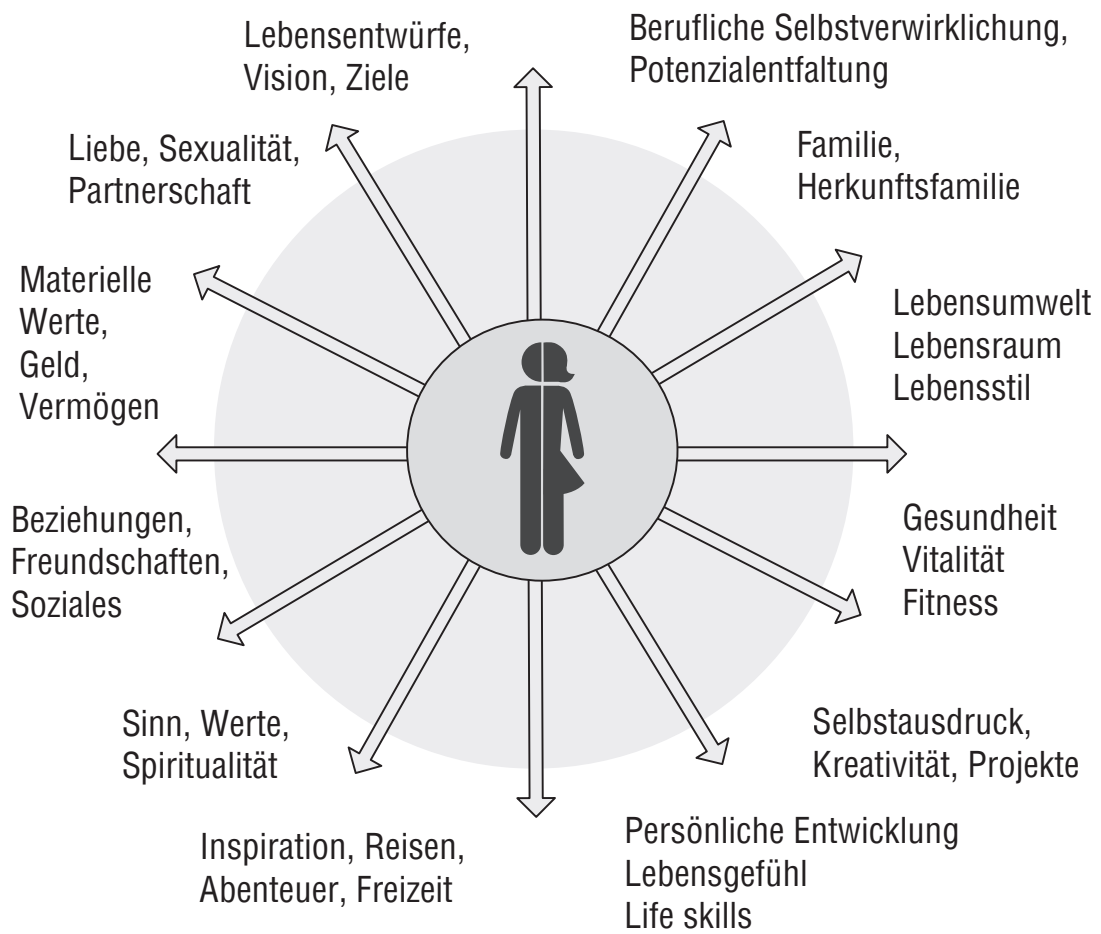 Lebensentwürfe,
Vision, Ziele
Berufliche Selbstverwirklichung,
Potenzialentfaltung
Liebe, Sexualität,
Partnerschaft
Familie,
Herkunftsfamilie
Materielle
Werte,
Geld,
Vermögen
Lebensumwelt
Lebensraum
Lebensstil
Beziehungen,
Freundschaften,
Soziales
Gesundheit
Vitalität
Fitness
Sinn, Werte,
Spiritualität
Selbstausdruck,
Kreativität, Projekte
Inspiration, Reisen,
Abenteuer, Freizeit
Persönliche Entwicklung
Lebensgefühl
Life skills